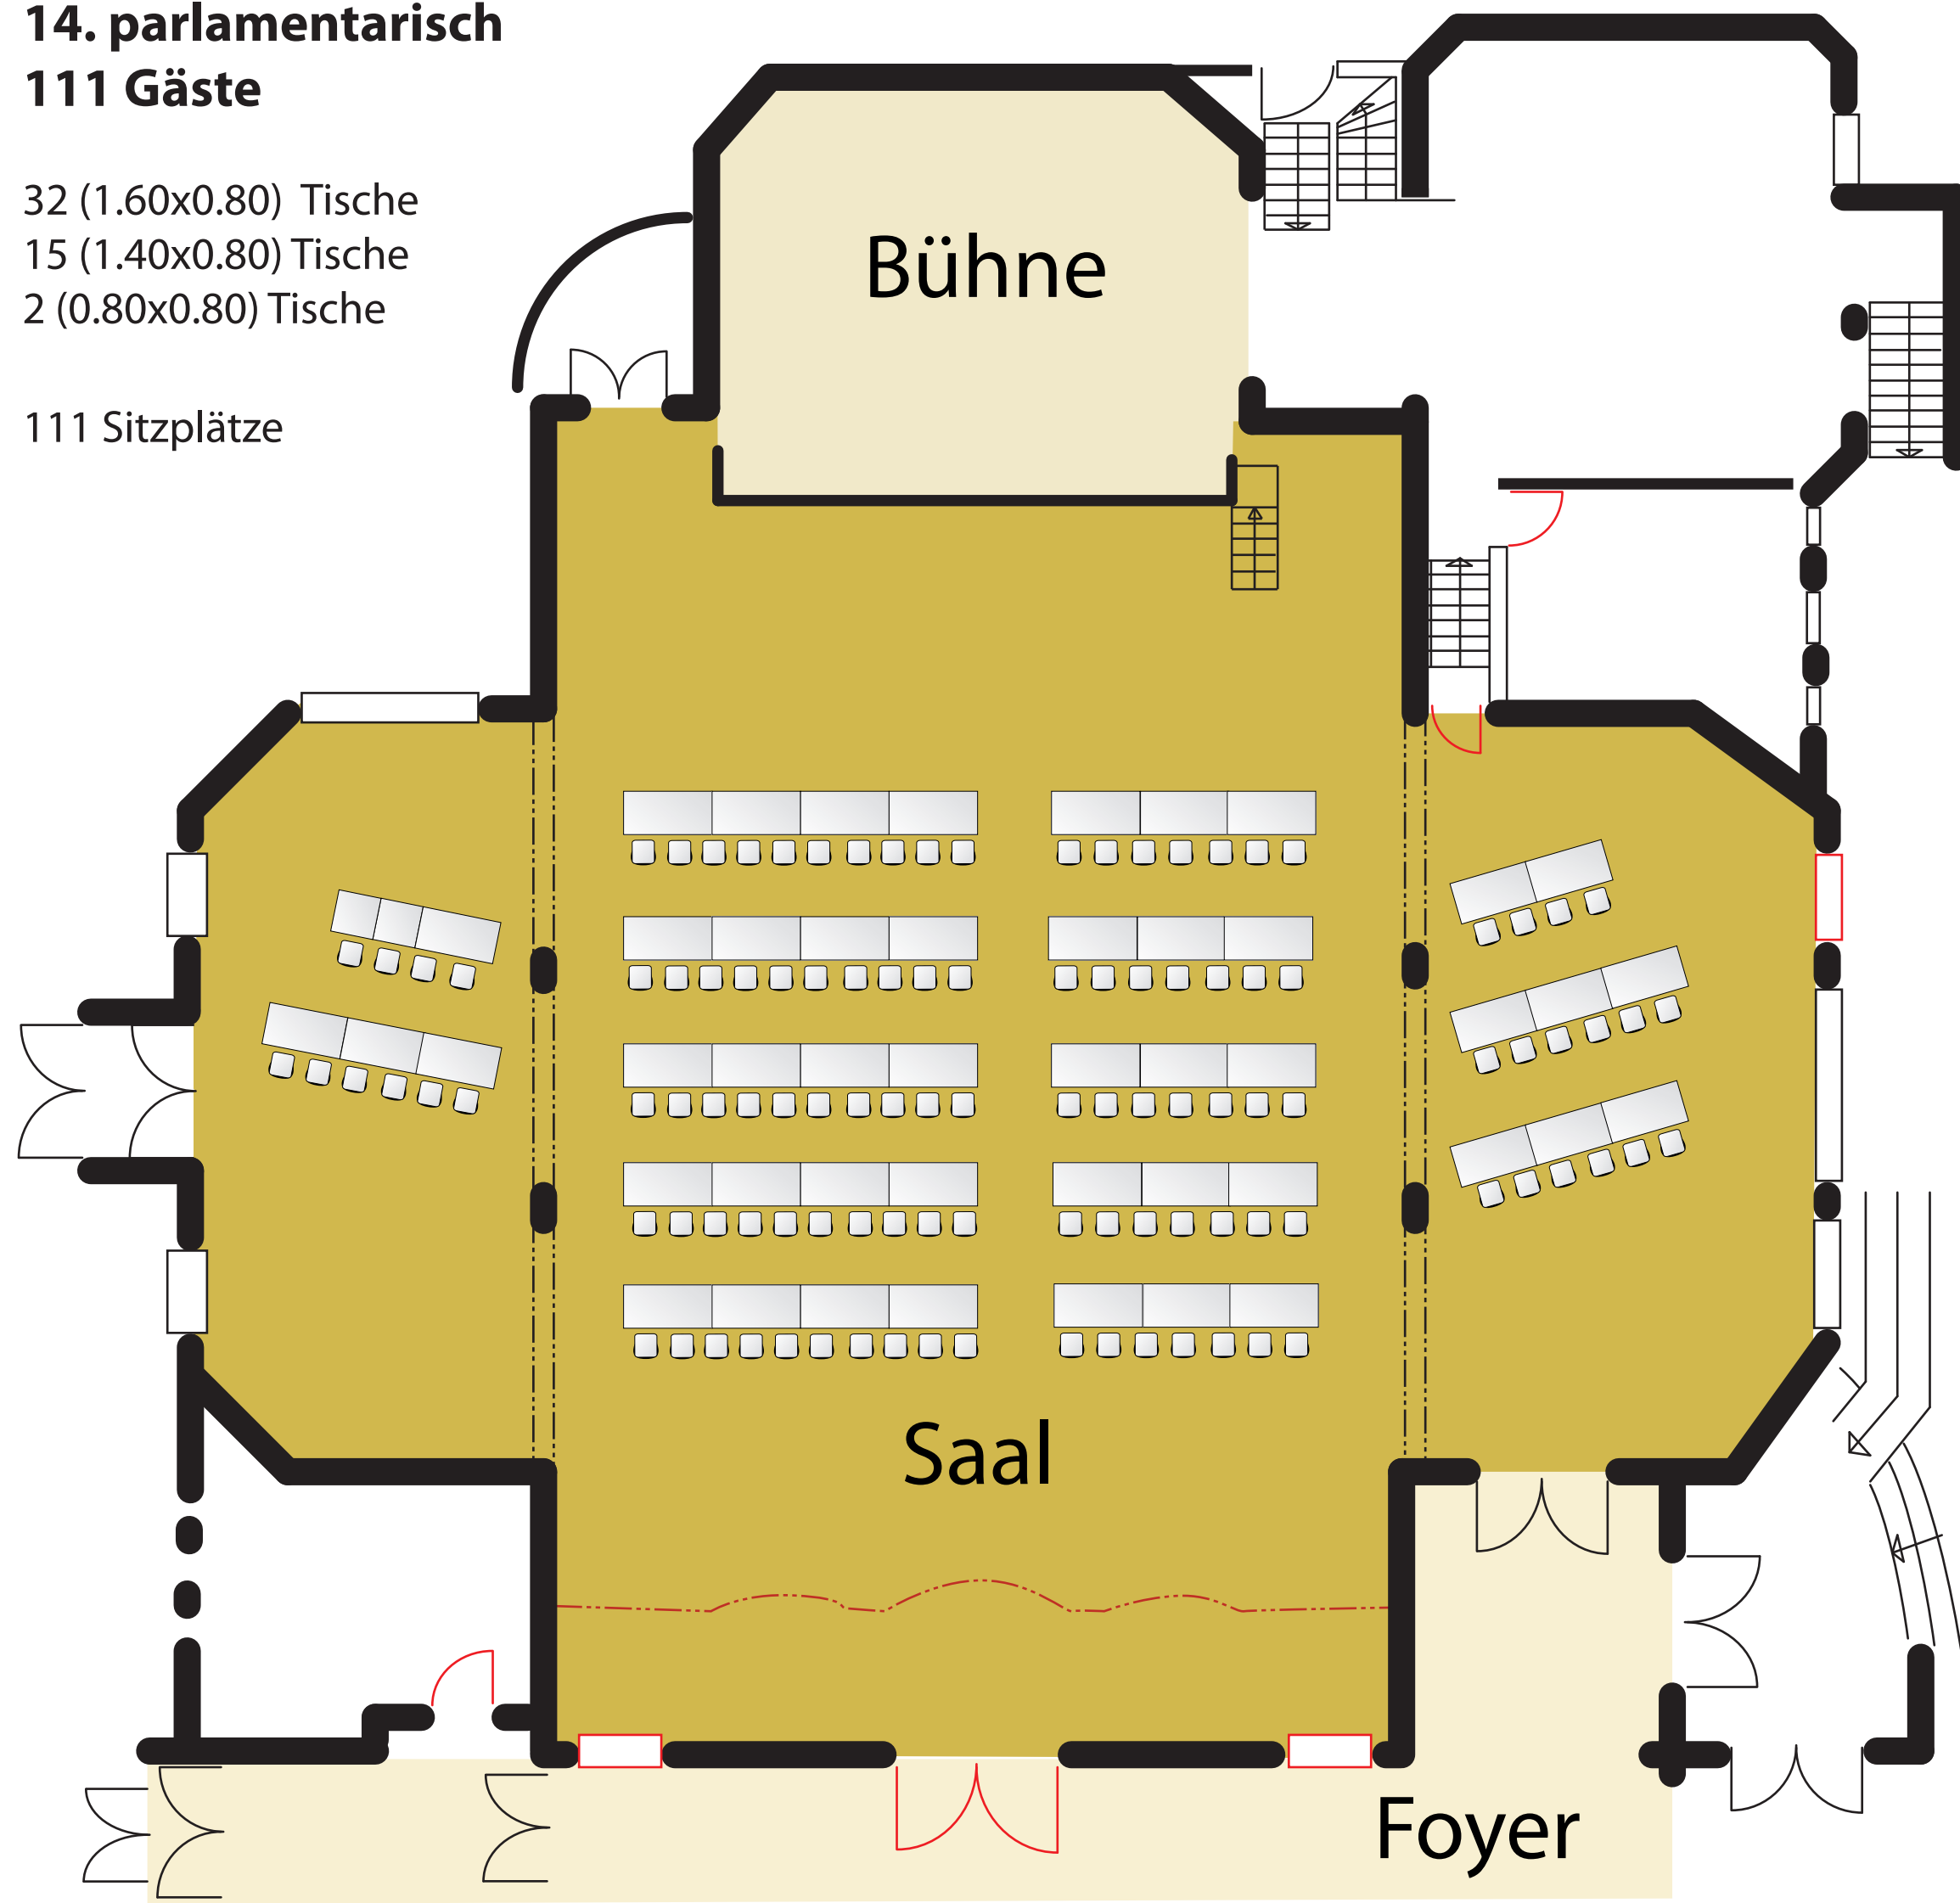 14. parlamentarisch
111 Gäste
32 (1.60x0.80) Tische
15 (1.40x0.80) Tische
2 (0.80x0.80) Tische
111 Sitzplätze
Bühne
Saal
Foyer